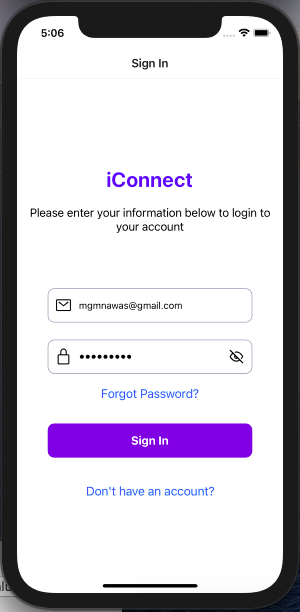 5:06
Sign In
iConnect
Please enter your information below to login to
your account
mgmnawas@gmail.com
•••••••••
Forgot Password?
Sign In
Don't have an account?